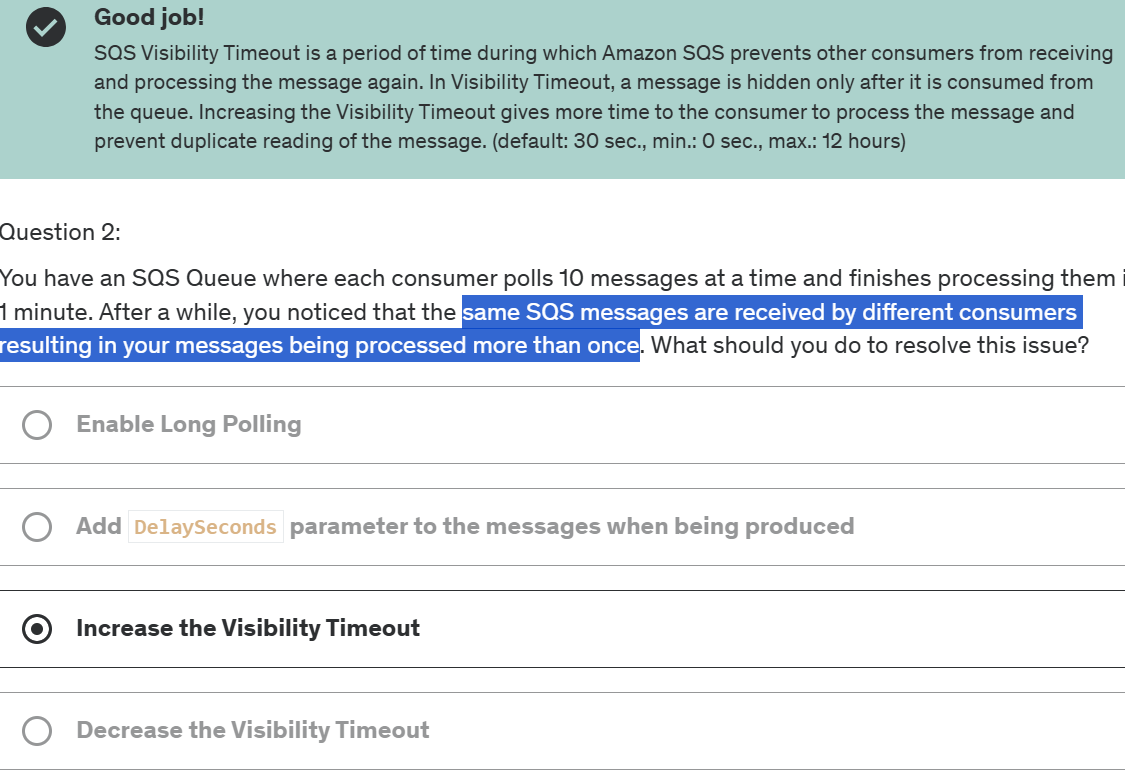 Good job!
SQS Visibility Timeout is a period of time during which Amazon SQS prevents other consumers from receiving
and processing the message again. In Visibility Timeout, a message is hidden only after it is consumed from
the queue. Increasing the Visibility Timeout gives more time to the consumer to process the message and
prevent duplicate reading of the message. (default: 30 sec., min.: 0 sec., max.: 12 hours)
Question 2:
You have an SQS Queue where each consumer polls 10 messages at a time and finishes processing them i
1 minute. After a while, you noticed that the same SQS messages are received by different consumers
resulting in your messages being processed more than once. What should you do to resolve this issue?
Enable Long Polling
Add DelaySeconds parameter to the messages when being produced
Increase the Visibility Timeout
Decrease the Visibility Timeout